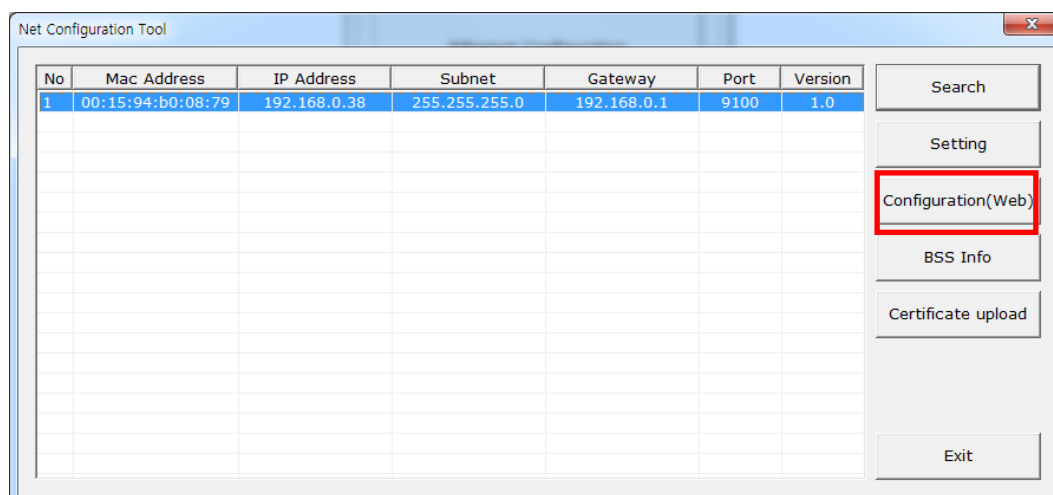 Net Configuration Tool
No Mac Address IP Address Subnet Gateway Port Version
1 00:15:94:b0:08:79 192.168.0.38 255.255.255.0 192.168.0.1 9100 1.0
Search
Setting
Configuration(Web)
BSS Info
Certificate upload
Exit